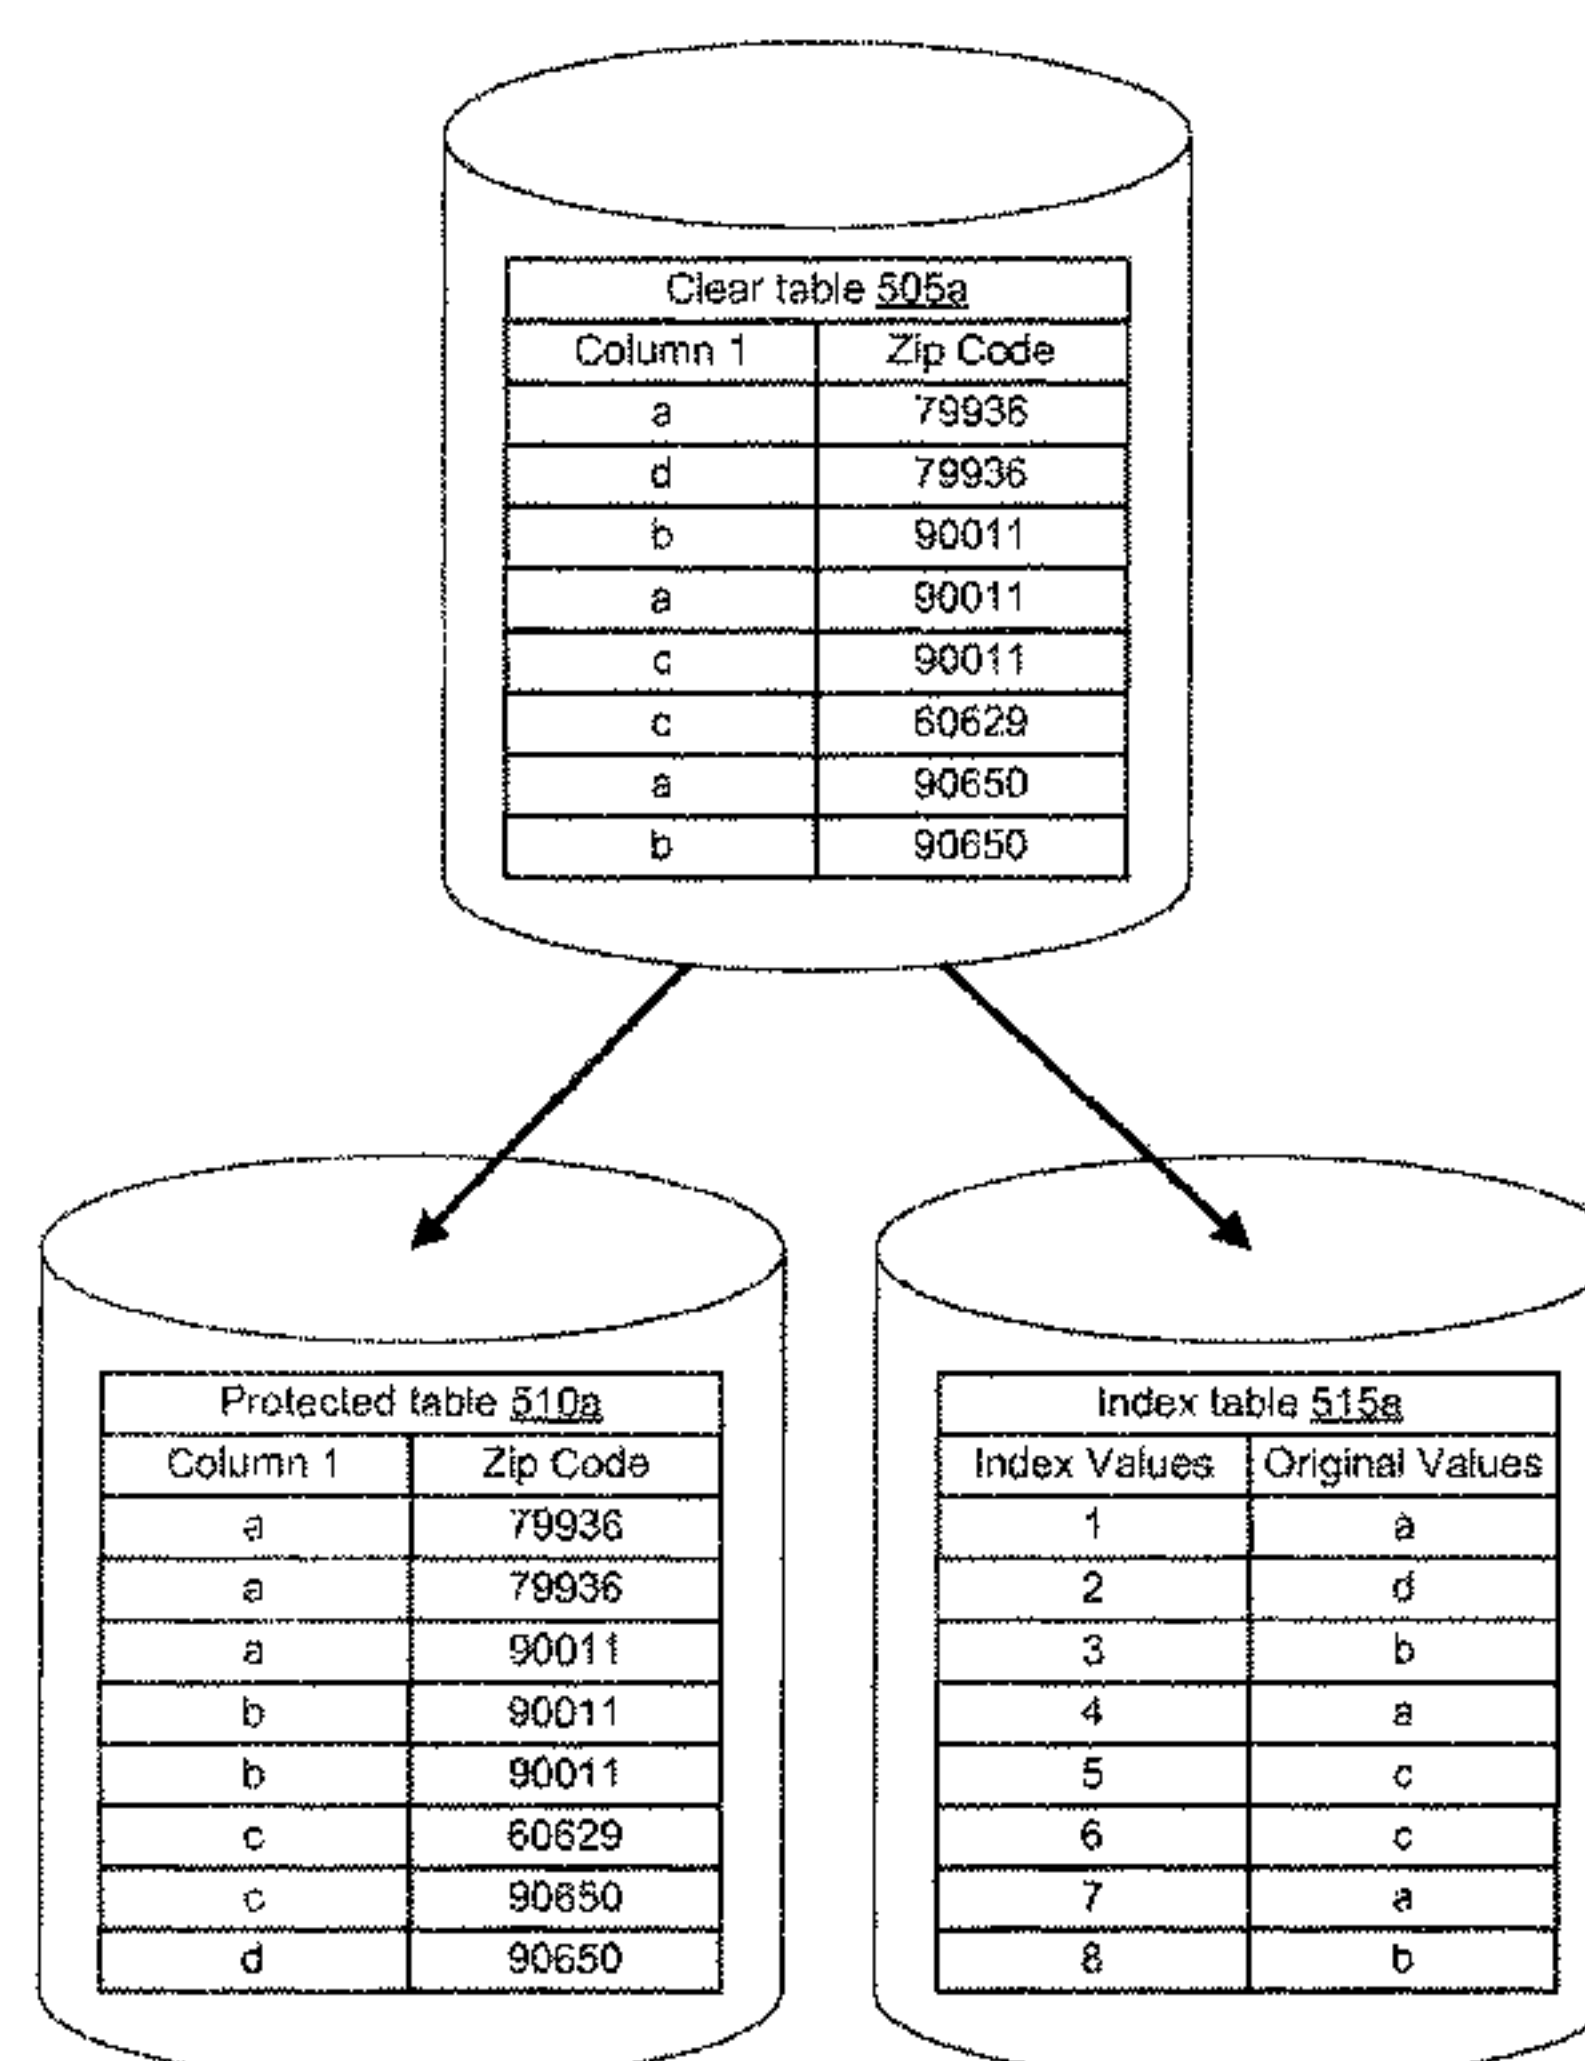 Clear table 505a
Column 1 Zip Code
a 79936
d 79936
b 90011
a 90011
c 90011
c 60629
a 90650
b 90650
Protected table 510a
Column 1 Zip Code
a 79936
a 79936
a 90011
b 90011
b 90011
c 60629
c 90650
d 90650
Index table 515a
Index Values Original Values
1 a
2 d
3 b
4 a
5 c
6 c
7 a
8 b